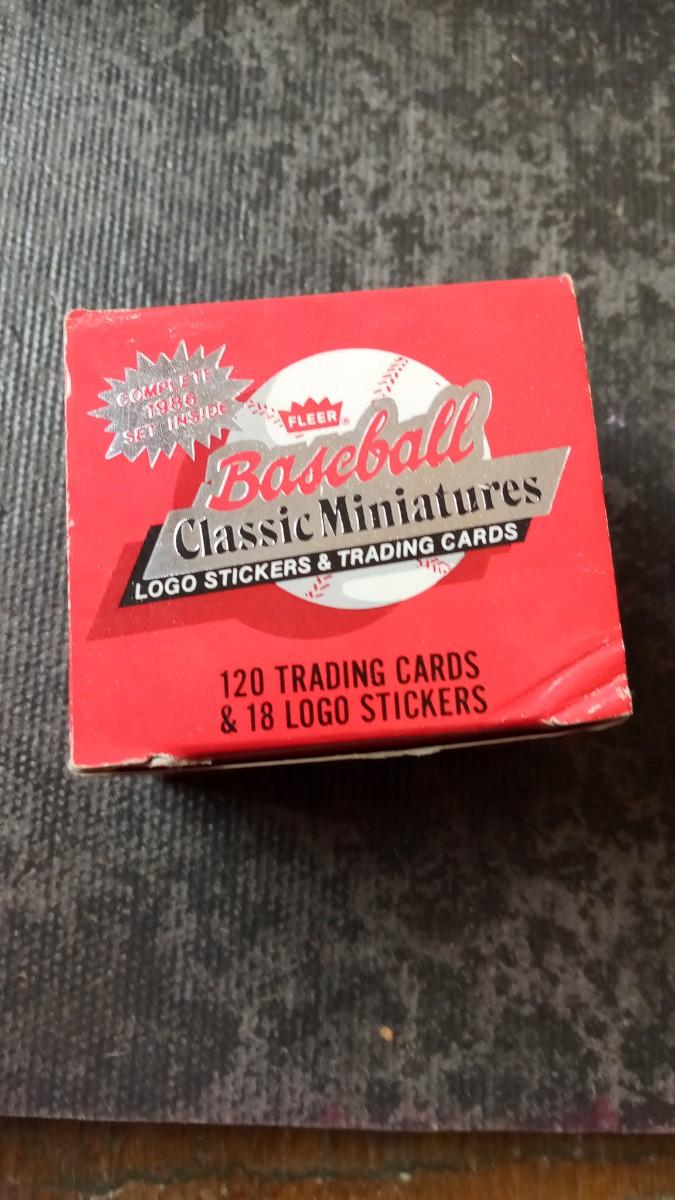 COMPLETE
1986
SET INSIDE
FLEER®
Baseball
Classic Miniatures
LOGO STICKERS & TRADING CARDS
120 TRADING CARDS
& 18 LOGO STICKERS